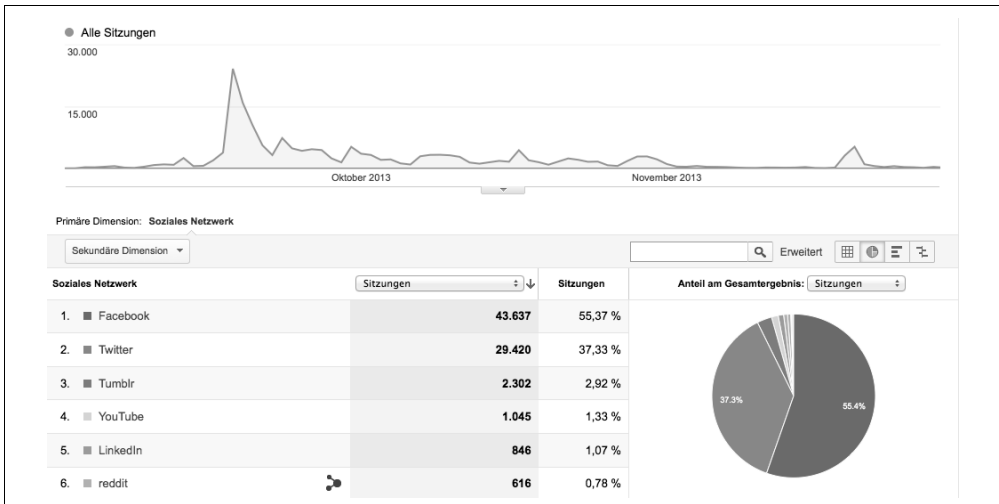 Alle Sitzungen
30.000
15.000
Oktober 2013 November 2013
Primäre Dimension: Soziales Netzwerk
Sekundäre Dimension Erweitert
Soziales Netzwerk Sitzungen Sitzungen Anteil am Gesamtergebnis: Sitzungen
1. Facebook 43.637 55,37 %
2. Twitter 29.420 37,33 %
3. Tumblr 2.302 2,92 %
4. YouTube 1.045 1,33 %
5. LinkedIn 846 1,07 %
6. reddit 616 0,78 %
37.3%
55.4%